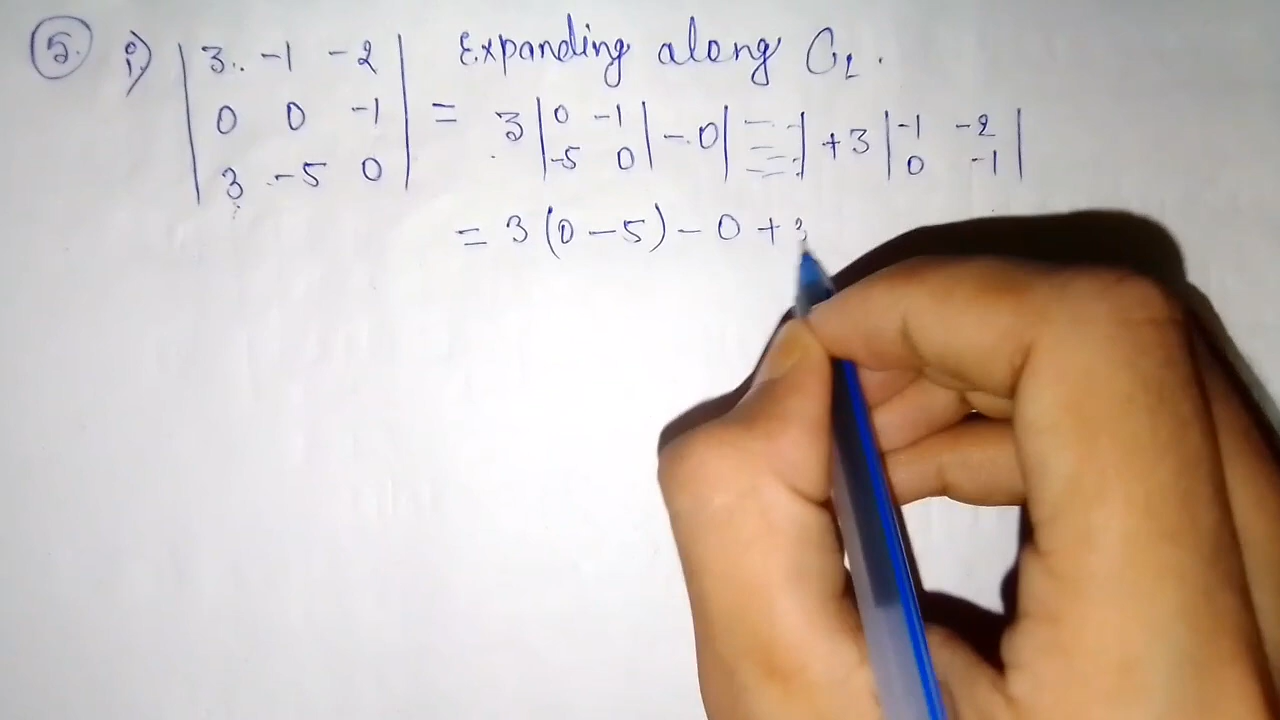 5. i) | 3 -1 -2 | Expanding along C1.
| 0 0 -1 | = 3 | 0 -1 | - 0 | | + 3 | -1 -2 |
| 3 -5 0 | | -5 0 | | 0 -1 |
= 3 (0 - 5) - 0 + 3